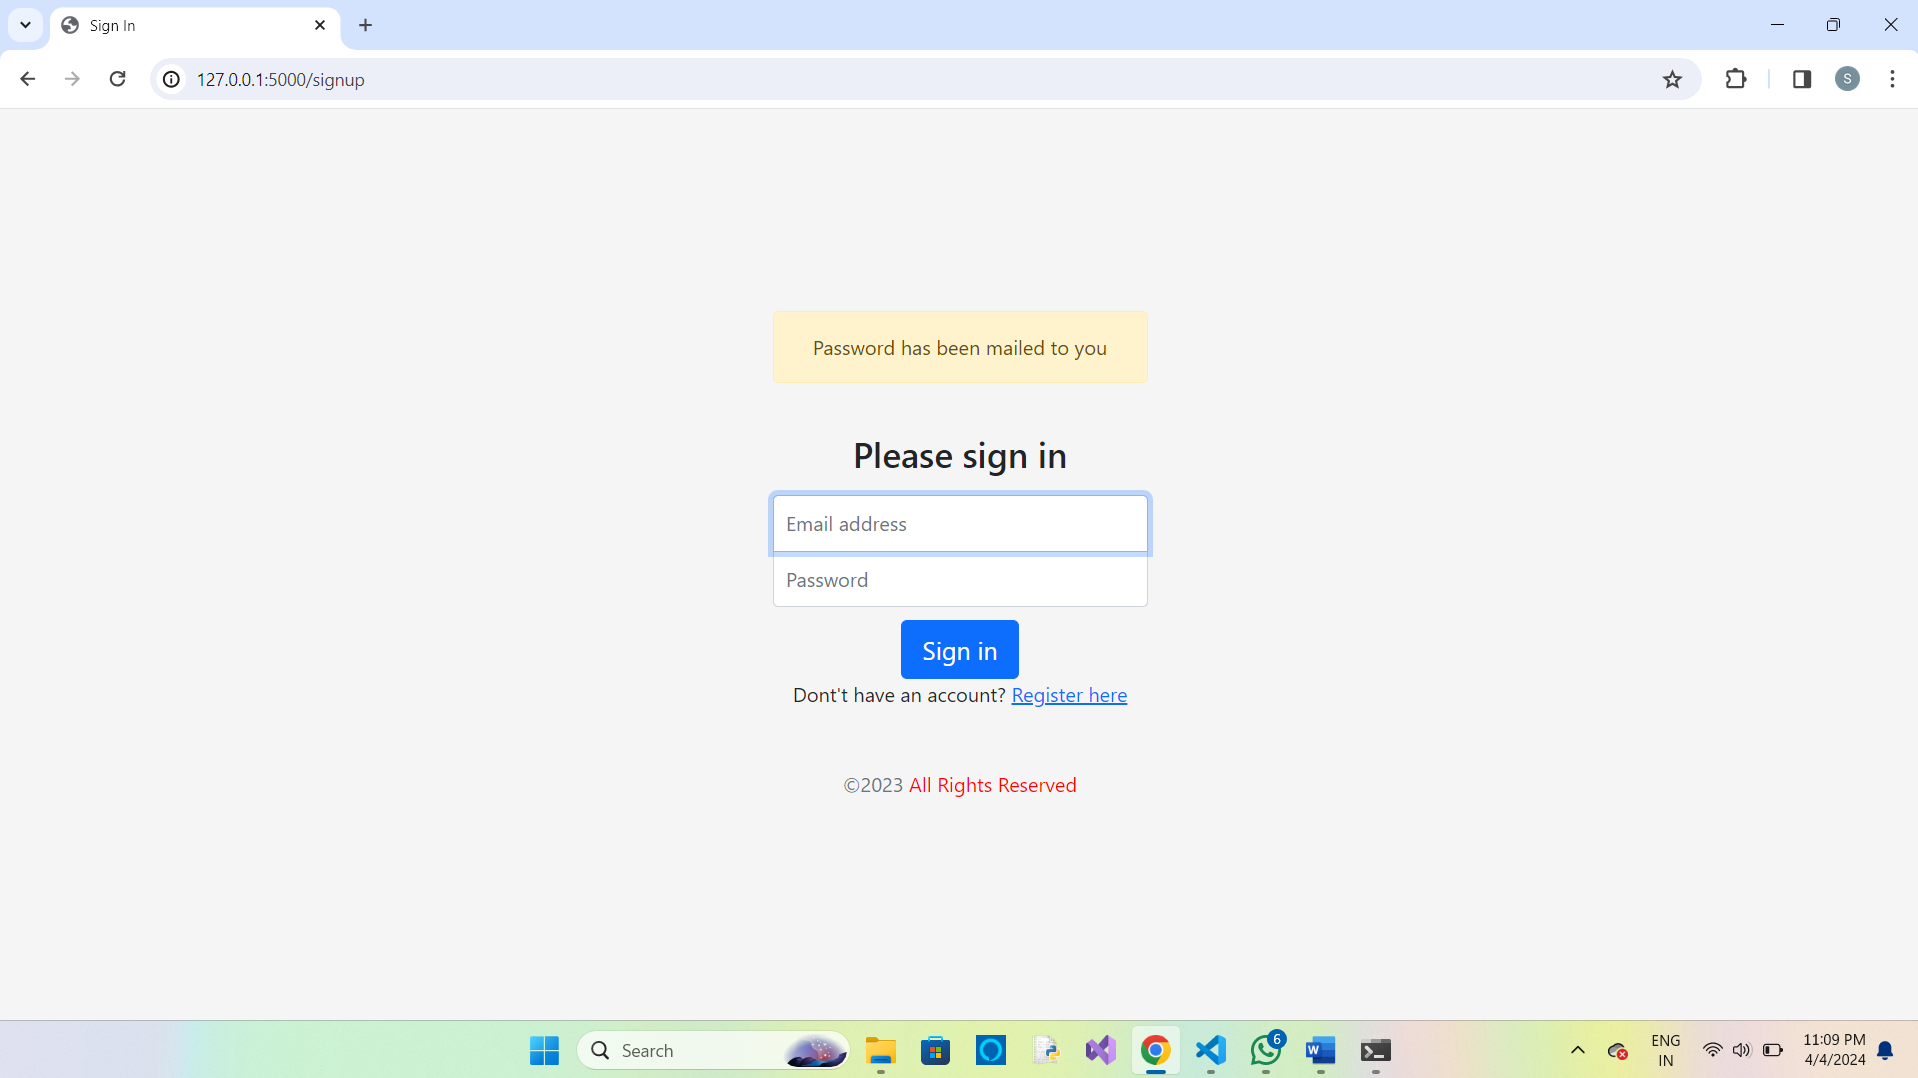 Sign In
127.0.0.1:5000/signup
S
Password has been mailed to you
Please sign in
Email address
Password
Sign in
Dont't have an account? Register here
©2023 All Rights Reserved
Search
W
6
ENG
IN
11:09 PM
4/4/2024